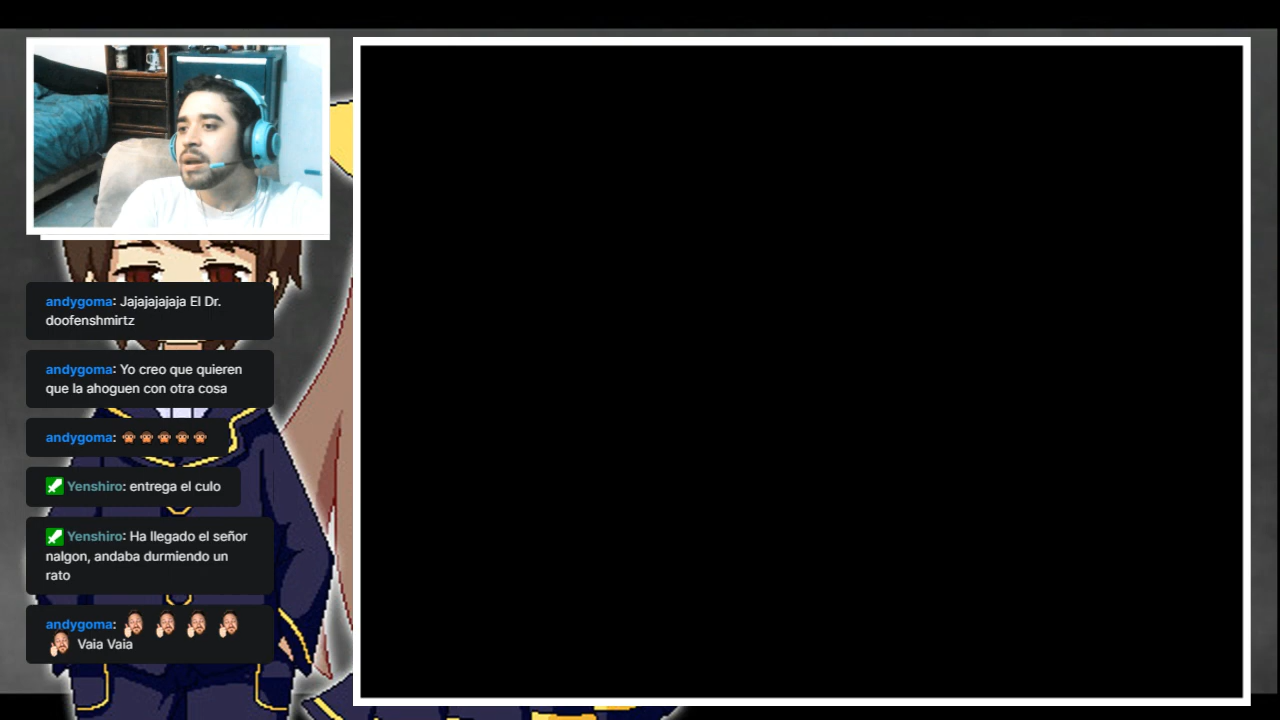 andygoma: Jajajajajaja El Dr.
doofenshmirtz
andygoma: Yo creo que quieren
que la ahoguen con otra cosa
andygoma:
Yenshiro: entrega el culo
Yenshiro: Ha llegado el señor
nalgon, andaba durmiendo un
rato
andygoma:
Vaia Vaia